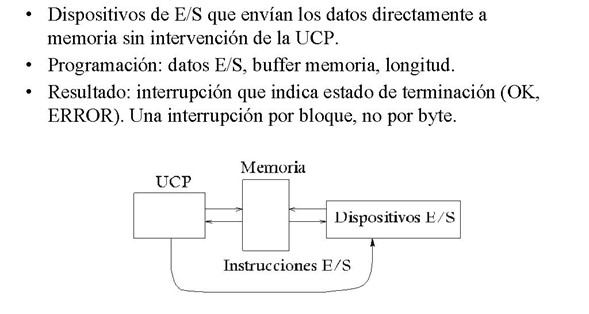 • Dispositivos de E/S que envían los datos directamente a
memoria sin intervención de la UCP.
• Programación: datos E/S, buffer memoria, longitud.
• Resultado: interrupción que indica estado de terminación (OK,
ERROR). Una interrupción por bloque, no por byte.
Memoria
UCP
Dispositivos E/S
Instrucciones E/S